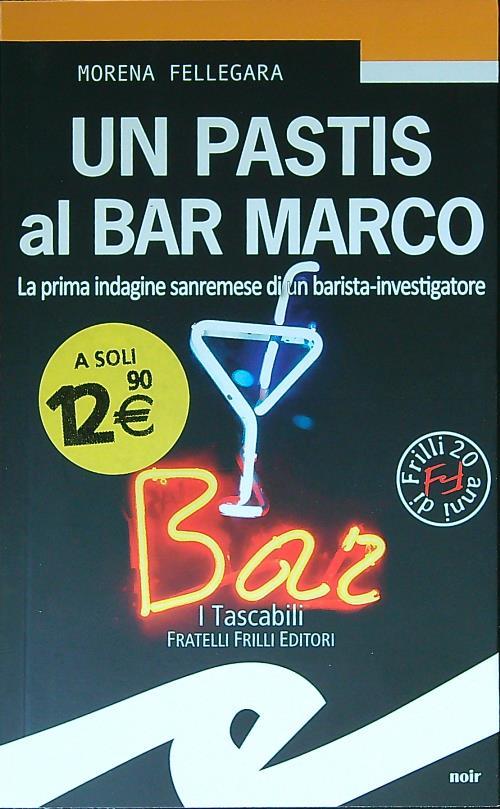 MORENA FELLEGARA
UN PASTIS
al BAR MARCO
La prima indagine sanremese di un barista-investigatore
A SOLI
12 90 €
Frilli 20 anni di
FF
Bar
I Tascabili
FRATELLI FRILLI EDITORI
noir